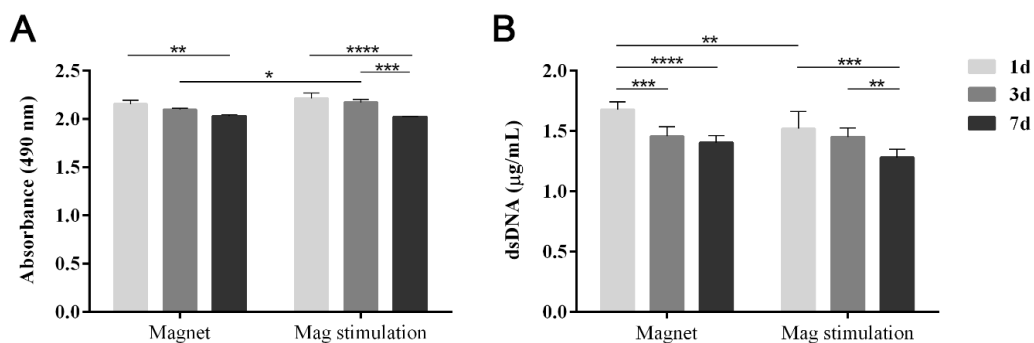 A
Absorbance (490 nm)
2.5
2.0
1.5
1.0
0.5
0.0
**
*
****
***
Magnet
Mag stimulation
B
dsDNA (µg/mL)
2.0
1.5
1.0
0.5
0.0
**
****
***
***
**
Magnet
Mag stimulation
1d
3d
7d